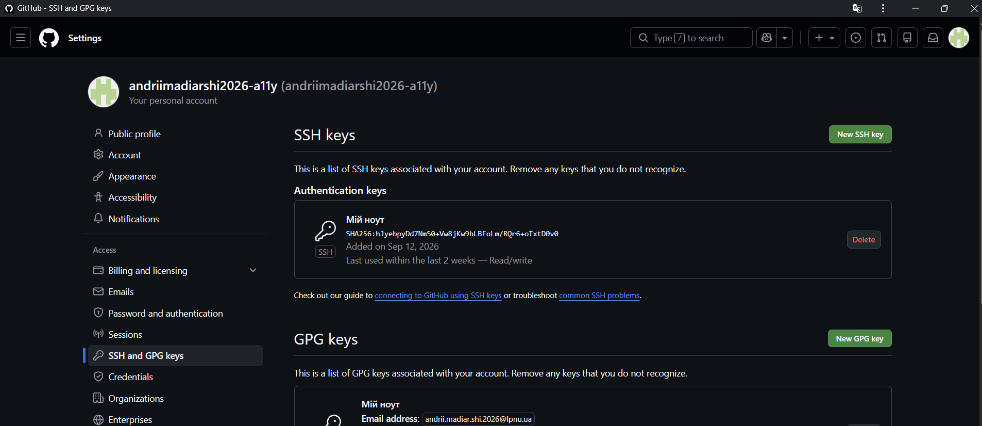 GitHub - SSH and GPG keys
Settings
Type / to search
andriimadiarshi2026-a11y (andriimadiarshi2026-a11y)
Your personal account
Public profile
Account
Appearance
Accessibility
Notifications
Access
Billing and licensing
Emails
Password and authentication
Sessions
SSH and GPG keys
Credentials
Organizations
Enterprises
SSH keys
New SSH key
This is a list of SSH keys associated with your account. Remove any keys that you do not recognize.
Authentication keys
Мій ноут
SHA256:hJyebpyDd7NmS0+Vw8jKw9bLBFoLm/RQr6+oTxtD0v0
SSH
Added on Sep 12, 2026
Last used within the last 2 weeks — Read/write
Delete
Check out our guide to connecting to GitHub using SSH keys or troubleshoot common SSH problems.
GPG keys
New GPG key
This is a list of GPG keys associated with your account. Remove any keys that you do not recognize.
Мій ноут
Email address: andrii.madiar.shi.2026@lpnu.ua